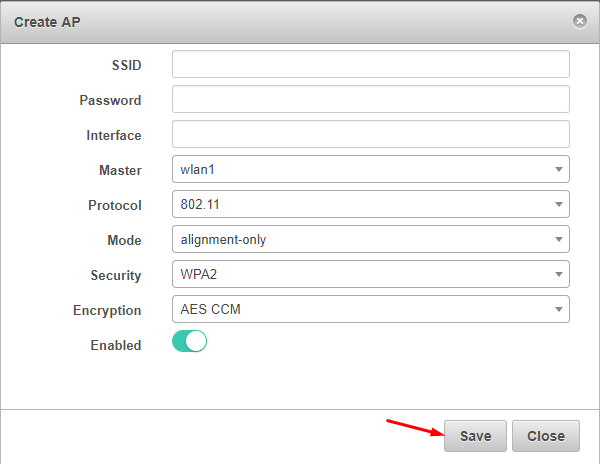 Create AP
SSID
Password
Interface
Master wlan1
Protocol 802.11
Mode alignment-only
Security WPA2
Encryption AES CCM
Enabled
Save Close